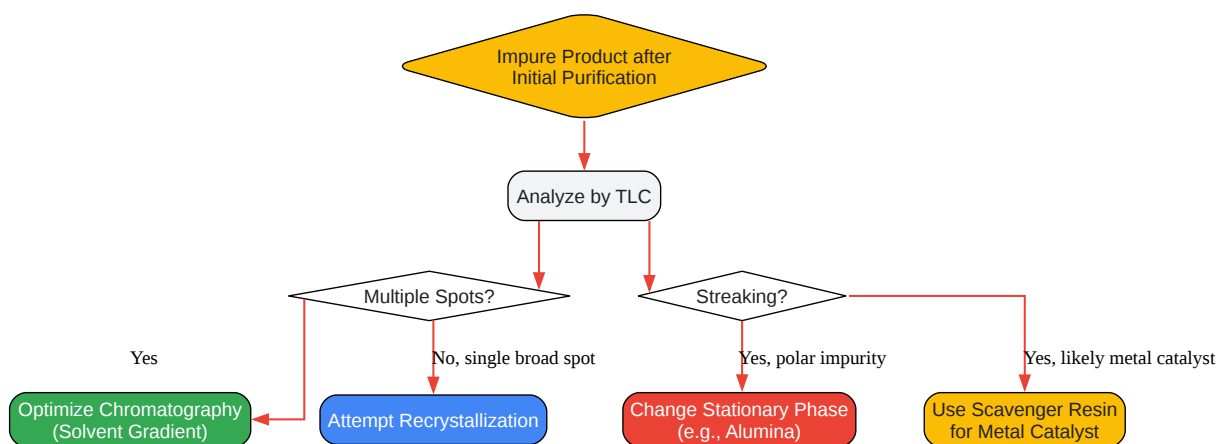 Impure Product after
Initial Purification
Analyze by TLC
Multiple Spots?
Streaking?
Yes
No, single broad spot
Yes, polar impurity
Yes, likely metal catalyst
Optimize Chromatography
(Solvent Gradient)
Attempt Recrystallization
Change Stationary Phase
(e.g., Alumina)
Use Scavenger Resin
for Metal Catalyst